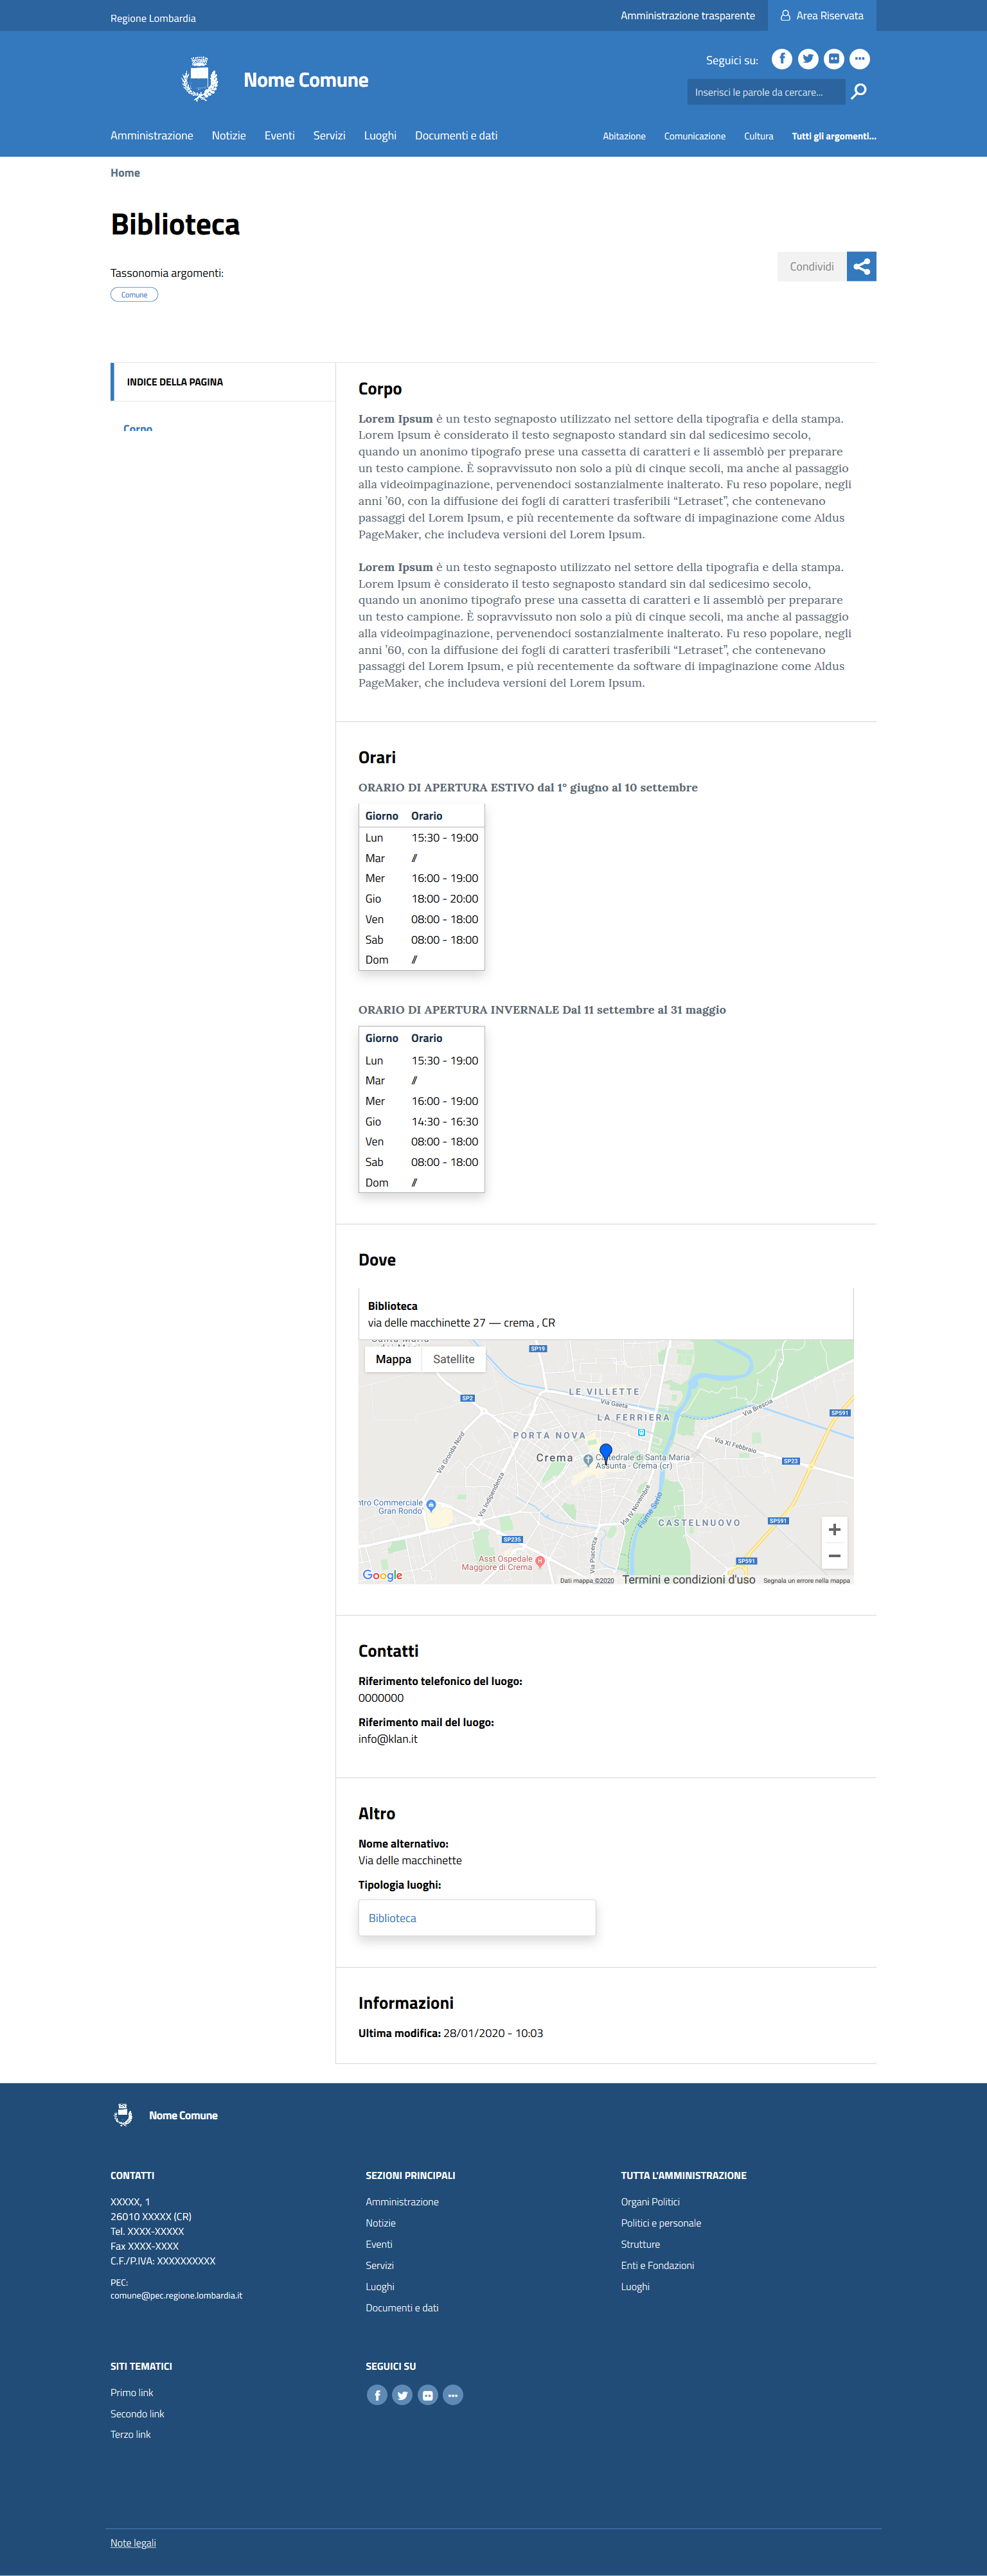 Regione Lombardia
Amministrazione trasparente
Area Riservata
Nome Comune
Seguici su:
Inserisci le parole da cercare...
Amministrazione Notizie Eventi Servizi Luoghi Documenti e dati
Abitazione Comunicazione Cultura Tutti gli argomenti...
Home
Biblioteca
Tassonomia argomenti:
Comune
Condividi
INDICE DELLA PAGINA
Corpo
Corpo
Lorem Ipsum è un testo segnaposto utilizzato nel settore della tipografia e della stampa.
Lorem Ipsum è considerato il testo segnaposto standard sin dal sedicesimo secolo,
quando un anonimo tipografo prese una cassetta di caratteri e li assemblò per preparare
un testo campione. È sopravvissuto non solo a più di cinque secoli, ma anche al passaggio
alla videoimpaginazione, pervenendoci sostanzialmente inalterato. Fu reso popolare, negli
anni ’60, con la diffusione dei fogli di caratteri trasferibili “Letraset”, che contenevano
passaggi del Lorem Ipsum, e più recentemente da software di impaginazione come Aldus
PageMaker, che includeva versioni del Lorem Ipsum.
Lorem Ipsum è un testo segnaposto utilizzato nel settore della tipografia e della stampa.
Lorem Ipsum è considerato il testo segnaposto standard sin dal sedicesimo secolo,
quando un anonimo tipografo prese una cassetta di caratteri e li assemblò per preparare
un testo campione. È sopravvissuto non solo a più di cinque secoli, ma anche al passaggio
alla videoimpaginazione, pervenendoci sostanzialmente inalterato. Fu reso popolare, negli
anni ’60, con la diffusione dei fogli di caratteri trasferibili “Letraset”, che contenevano
passaggi del Lorem Ipsum, e più recentemente da software di impaginazione come Aldus
PageMaker, che includeva versioni del Lorem Ipsum.
Orari
ORARIO DI APERTURA ESTIVO dal 1° giugno al 10 settembre
Giorno Orario
Lun 15:30 - 19:00
Mar //
Mer 16:00 - 19:00
Gio 18:00 - 20:00
Ven 08:00 - 18:00
Sab 08:00 - 18:00
Dom //
ORARIO DI APERTURA INVERNALE Dal 11 settembre al 31 maggio
Giorno Orario
Lun 15:30 - 19:00
Mar //
Mer 16:00 - 19:00
Gio 14:30 - 16:30
Ven 08:00 - 18:00
Sab 08:00 - 18:00
Dom //
Dove
Biblioteca
via delle macchinette 27 — crema , CR
Mappa Satellite
SP19
SP2
LE VILLETTE
Via Gaeta
Via Brescia
SP591
LA FERRIERA
PORTA NOVA
Via Gronda Nord
Via XI Febbraio
Crema
Cattedrale di Santa Maria
Assunta - Crema (cr)
SP23
Via Indipendenza
Centro Commerciale
Gran Rondo'
Via IV Novembre
Fiume Serio
CASTELNUOVO
SP591
SP235
Via Piacenza
Asst Ospedale
Maggiore di Crema
SP591
Google
Dati mappa ©2020 Termini e condizioni d'uso Segnala un errore nella mappa
Contatti
Riferimento telefonico del luogo:
0000000
Riferimento mail del luogo:
info@klan.it
Altro
Nome alternativo:
Via delle macchinette
Tipologia luoghi:
Biblioteca
Informazioni
Ultima modifica: 28/01/2020 - 10:03
Nome Comune
CONTATTI
XXXXX, 1
26010 XXXXX (CR)
Tel. XXXX-XXXXX
Fax XXXX-XXXX
C.F./P.IVA: XXXXXXXXXX
PEC:
comune@pec.regione.lombardia.it
SEZIONI PRINCIPALI
Amministrazione
Notizie
Eventi
Servizi
Luoghi
Documenti e dati
TUTTA L'AMMINISTRAZIONE
Organi Politici
Politici e personale
Strutture
Enti e Fondazioni
Luoghi
SITI TEMATICI
Primo link
Secondo link
Terzo link
SEGUICI SU
Note legali